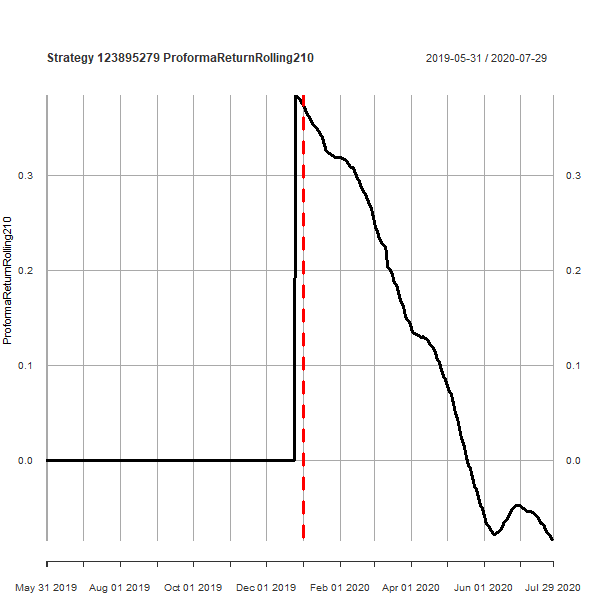 Strategy 123895279 ProformaReturnRolling210 2019-05-31 / 2020-07-29
ProformaReturnRolling210
0.3 0.3
0.2 0.2
0.1 0.1
0.0 0.0
May 31 2019 Aug 01 2019 Oct 01 2019 Dec 01 2019 Feb 01 2020 Apr 01 2020 Jun 01 2020 Jul 29 2020